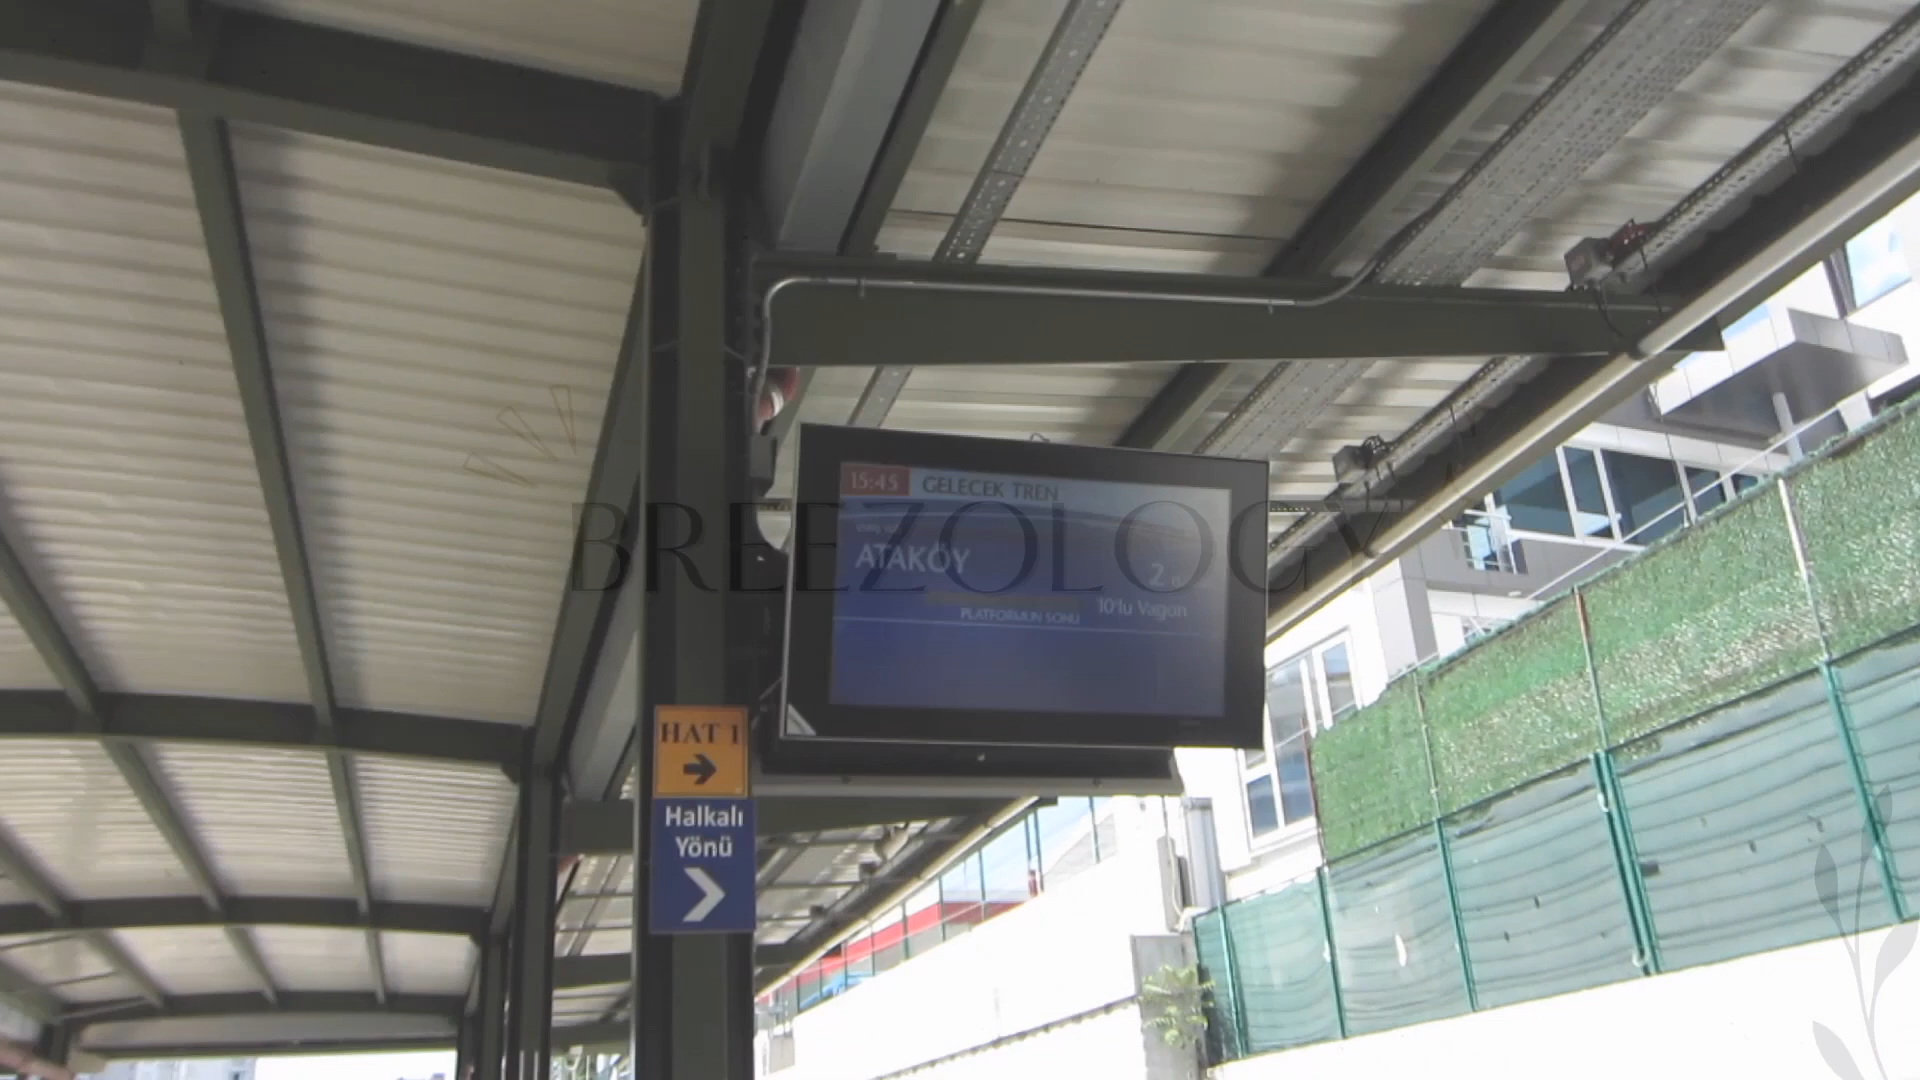 15:45 GELECEK TREN
ATAKÖY
2
PLATFORMUN SONU
10'lu Vagon
BREEZOLOGY
HAT 1
Halkalı
Yönü